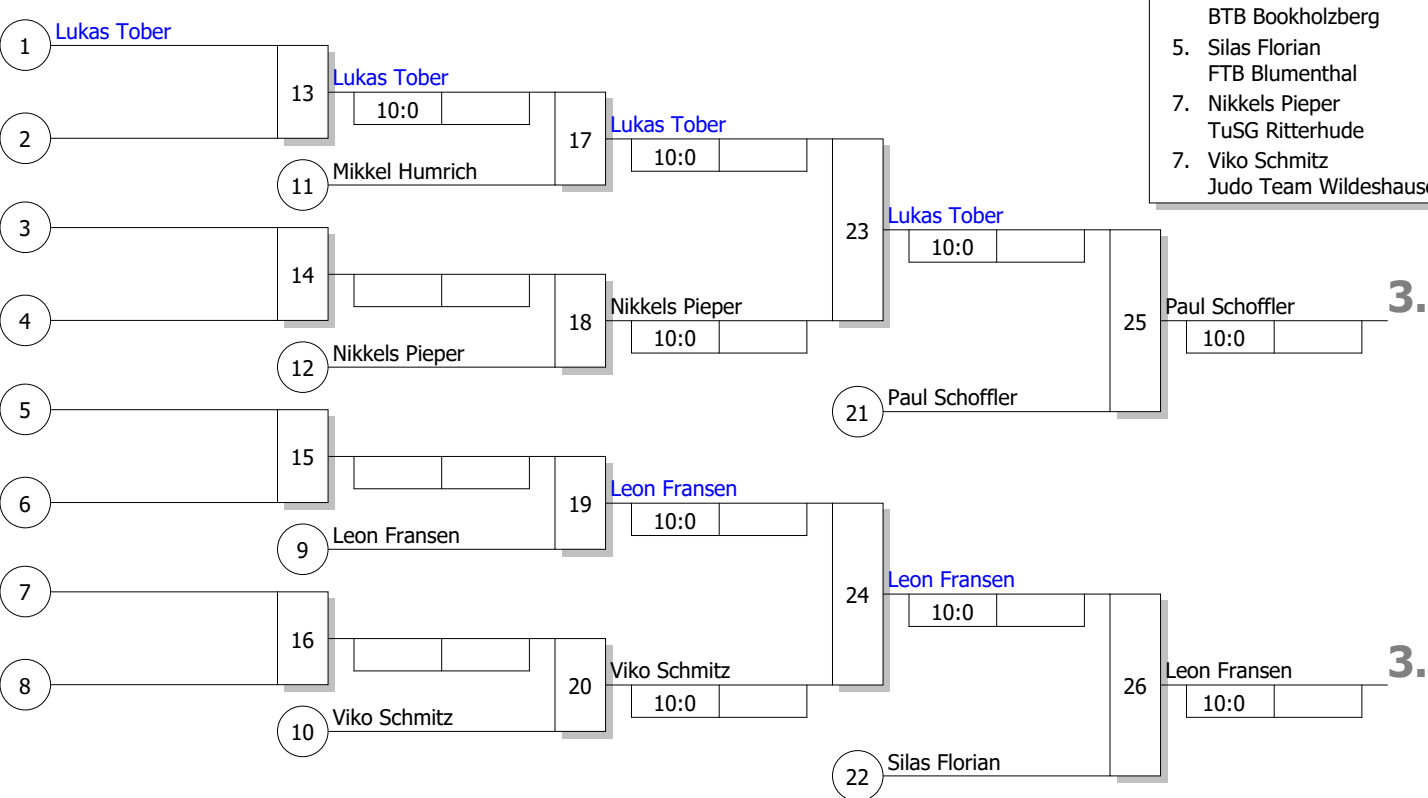 BTB Bookholzberg
5. Silas Florian
FTB Blumenthal
7. Nikkels Pieper
TuSG Ritterhude
7. Viko Schmitz
Judo Team Wildeshause
1 Lukas Tober
2
13
Lukas Tober
10:0
11 Mikkel Humrich
17
Lukas Tober
10:0
3
4
14
12 Nikkels Pieper
18
Nikkels Pieper
10:0
23
Lukas Tober
10:0
21 Paul Schoffler
25
Paul Schoffler
10:0
3.
5
6
15
9 Leon Fransen
19
Leon Fransen
10:0
7
8
16
10 Viko Schmitz
20
Viko Schmitz
10:0
24
Leon Fransen
10:0
22 Silas Florian
26
Leon Fransen
10:0
3.